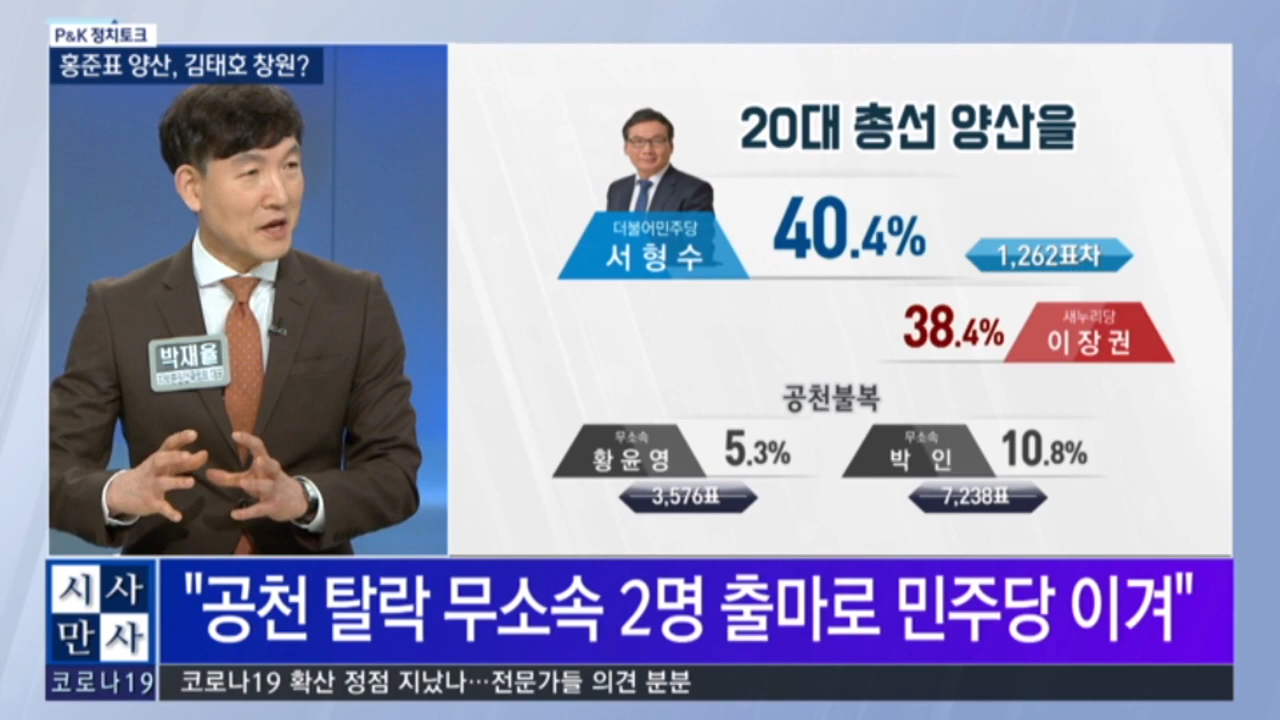 P&K 정치토크
홍준표 양산, 김태호 창원?
20대 총선 양산을
더불어민주당
서형수
40.4%
1,262표차
38.4%
새누리당
이장권
공천불복
무소속
황윤영
5.3%
3,576표
무소속
박 인
10.8%
7,238표
박재율
시사
만사
"공천 탈락 무소속 2명 출마로 민주당 이겨"
코로나19
코로나19 확산 정점 지났나…전문가들 의견 분분